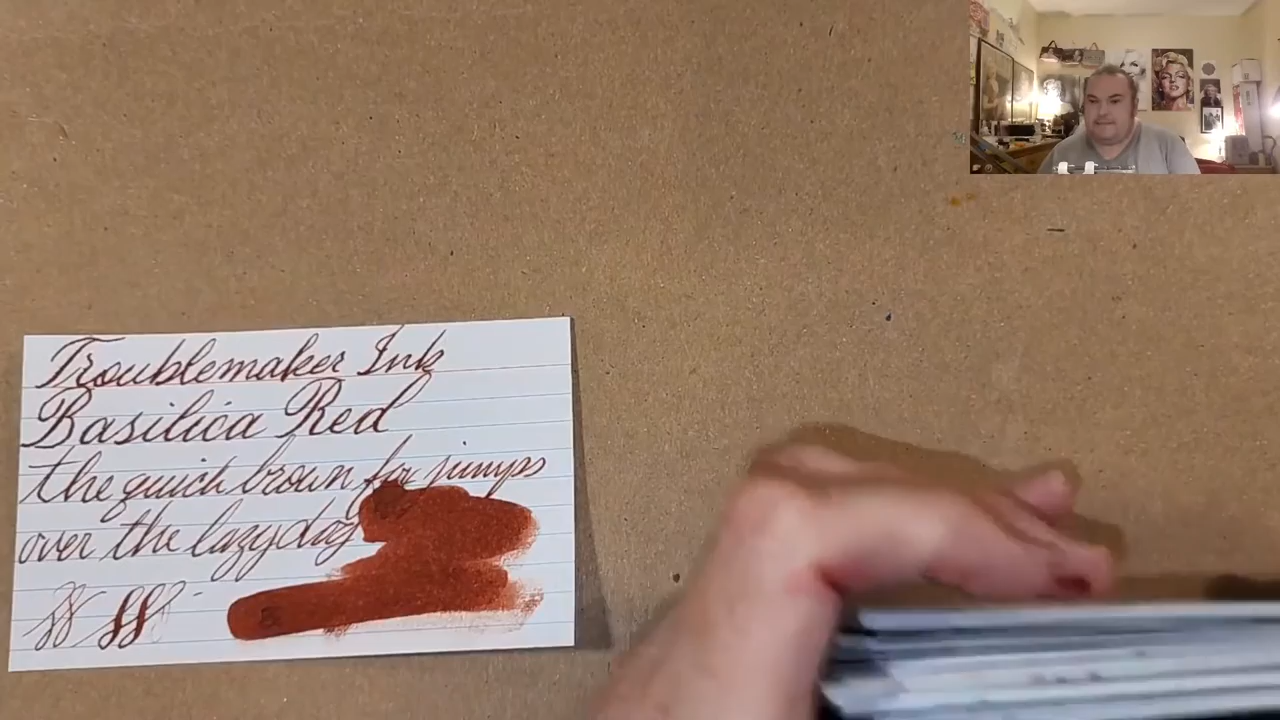 Troublemaker Ink
Basilica Red
the quick brown fox jumps
over the lazy dog